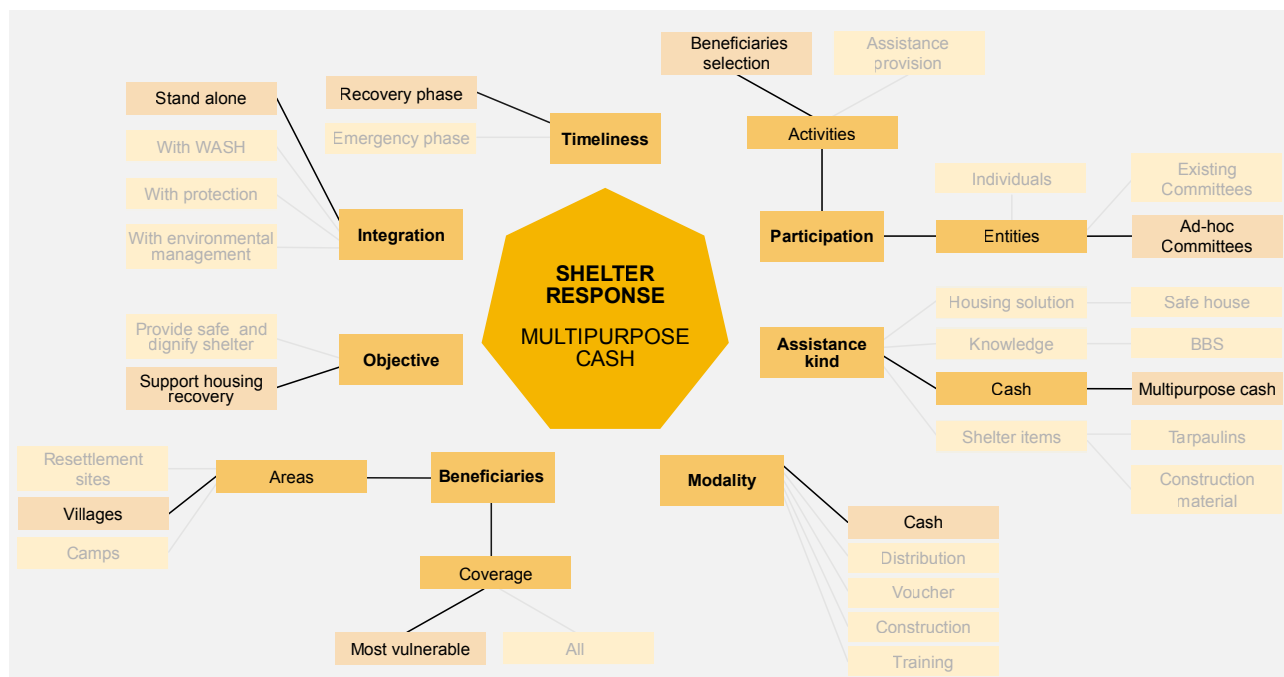 Beneficiaries
selection
Assistance
provision
Activities
Stand alone
With WASH
With protection
With environmental
management
Integration
Recovery phase
Emergency phase
Timeliness
Participation
Individuals
Entities
Existing
Committees
Ad-hoc
Committees
SHELTER
RESPONSE
MULTIPURPOSE
CASH
Provide safe  and
dignify shelter
Support housing
recovery
Objective
Assistance
kind
Housing solution
Safe house
Knowledge
BBS
Cash
Multipurpose cash
Shelter items
Tarpaulins
Construction
material
Resettlement
sites
Villages
Camps
Areas
Beneficiaries
Coverage
Most vulnerable
All
Modality
Cash
Distribution
Voucher
Construction
Training